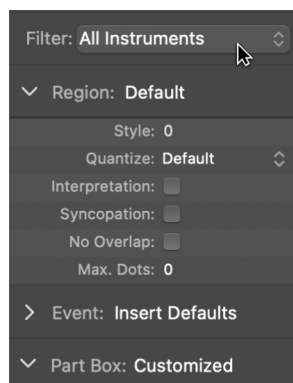 Filter: All Instruments
Region: Default
Style: 0
Quantize: Default
Interpretation:
Syncopation:
No Overlap:
Max. Dots: 0
Event: Insert Defaults
Part Box: Customized